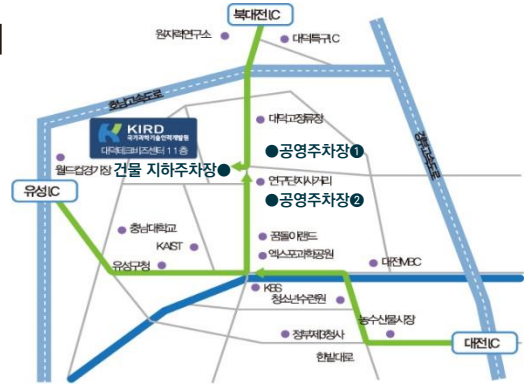 북대전IC
원자력연구소
대덕특구IC
호남고속도로
경부고속도로
KIRD
국가과학기술인력개발원
대덕테크비즈센터 11층
대덕고정류장
●공영주차장❶
건물 지하주차장●
월드컵경기장
연구단지사거리
유성IC
●공영주차장❷
충남대학교
KAIST
꿈돌이랜드
유성구청
엑스포과학공원
대전MBC
KBS
청소년수련원
정부제3청사
농수산물시장
대전IC
한밭대로